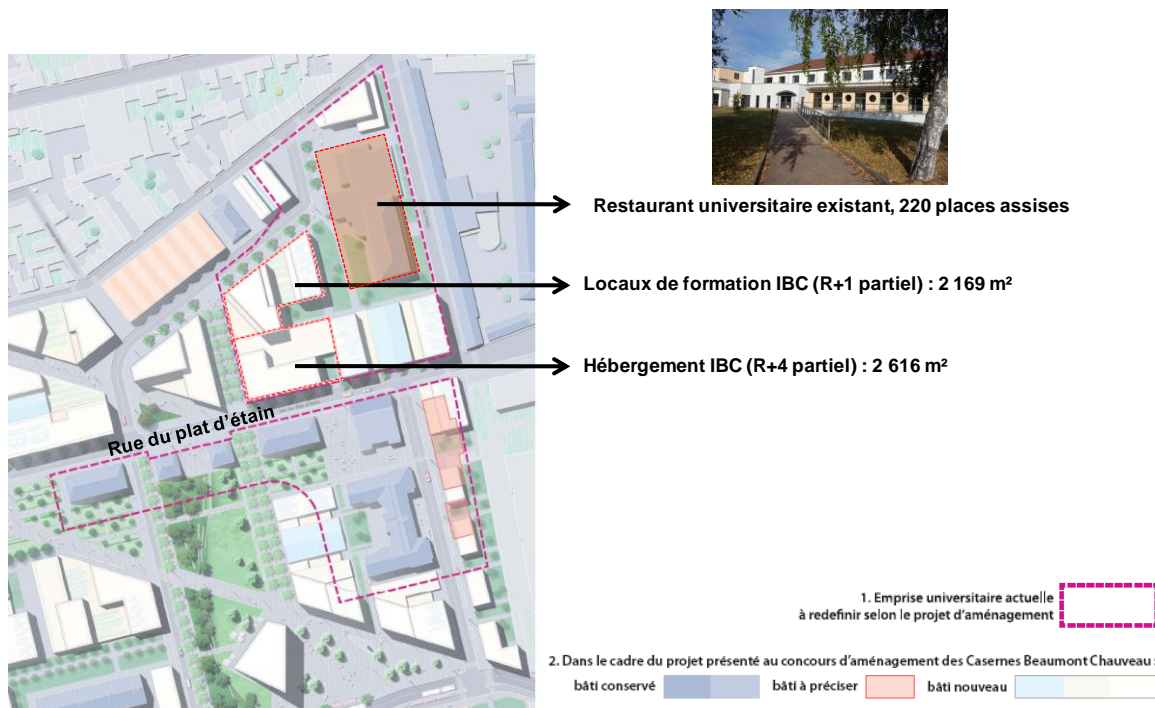 Restaurant universitaire existant, 220 places assises
Locaux de formation IBC (R+1 partiel) : 2 169 m²
Hébergement IBC (R+4 partiel) : 2 616 m²
Rue du plat d’étain
1. Emprise universitaire actuelle
à redefinir selon le projet d’aménagement
2. Dans le cadre du projet présenté au concours d’aménagement des Casernes Beaumont Chauveau :
bâti conservé
bâti à préciser
bâti nouveau